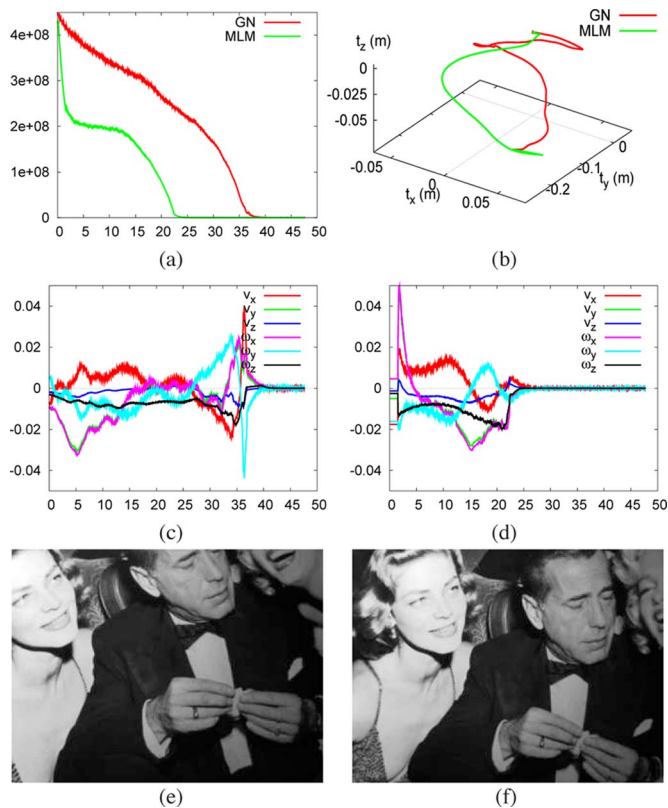 GN
MLM
4e+08
3e+08
2e+08
1e+08
0
0 5 10 15 20 25 30 35 40 45 50
(a)
GN
MLM
t_z (m)
0
-0.025
-0.05
-0.05
0
0.05
t_x (m)
-0.2
-0.1
0
t_y (m)
(b)
v_x
v_y
v_z
ω_x
ω_y
ω_z
0.04
0.02
0
-0.02
-0.04
0 5 10 15 20 25 30 35 40 45 50
(c)
v_x
v_y
v_z
ω_x
ω_y
ω_z
0.04
0.02
0
-0.02
-0.04
0 5 10 15 20 25 30 35 40 45 50
(d)
(e)
(f)